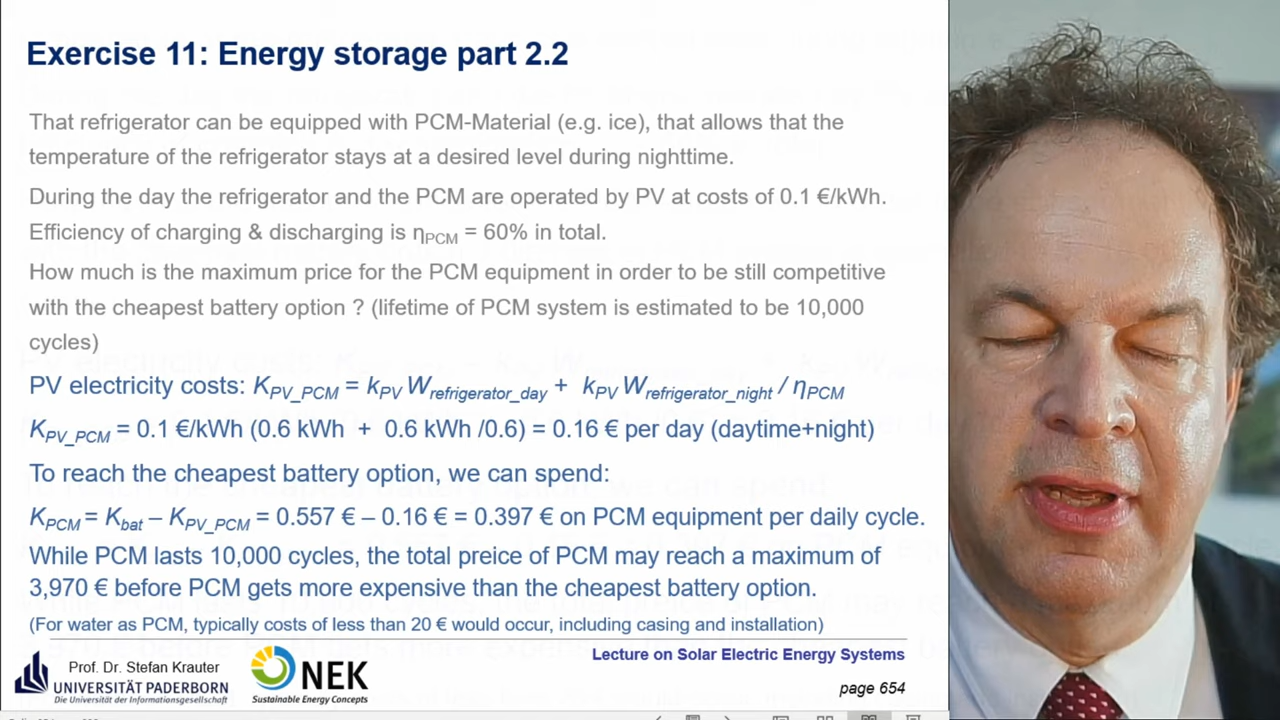 Exercise 11: Energy storage part 2.2
That refrigerator can be equipped with PCM-Material (e.g. ice), that allows that the
temperature of the refrigerator stays at a desired level during nighttime.
During the day the refrigerator and the PCM are operated by PV at costs of 0.1 €/kWh.
Efficiency of charging & discharging is ηPCM = 60% in total.
How much is the maximum price for the PCM equipment in order to be still competitive
with the cheapest battery option ? (lifetime of PCM system is estimated to be 10,000
cycles)
PV electricity costs: KPV_PCM = kPV Wrefrigerator_day + kPV Wrefrigerator_night / ηPCM
KPV_PCM = 0.1 €/kWh (0.6 kWh + 0.6 kWh /0.6) = 0.16 € per day (daytime+night)
To reach the cheapest battery option, we can spend:
KPCM = Kbat – KPV_PCM = 0.557 € – 0.16 € = 0.397 € on PCM equipment per daily cycle.
While PCM lasts 10,000 cycles, the total preice of PCM may reach a maximum of
3,970 € before PCM gets more expensive than the cheapest battery option.
(For water as PCM, typically costs of less than 20 € would occur, including casing and installation)
Prof. Dr. Stefan Krauter
UNIVERSITÄT PADERBORN
Die Universität der Informationsgesellschaft
NEK
Sustainable Energy Concepts
Lecture on Solar Electric Energy Systems
page 654